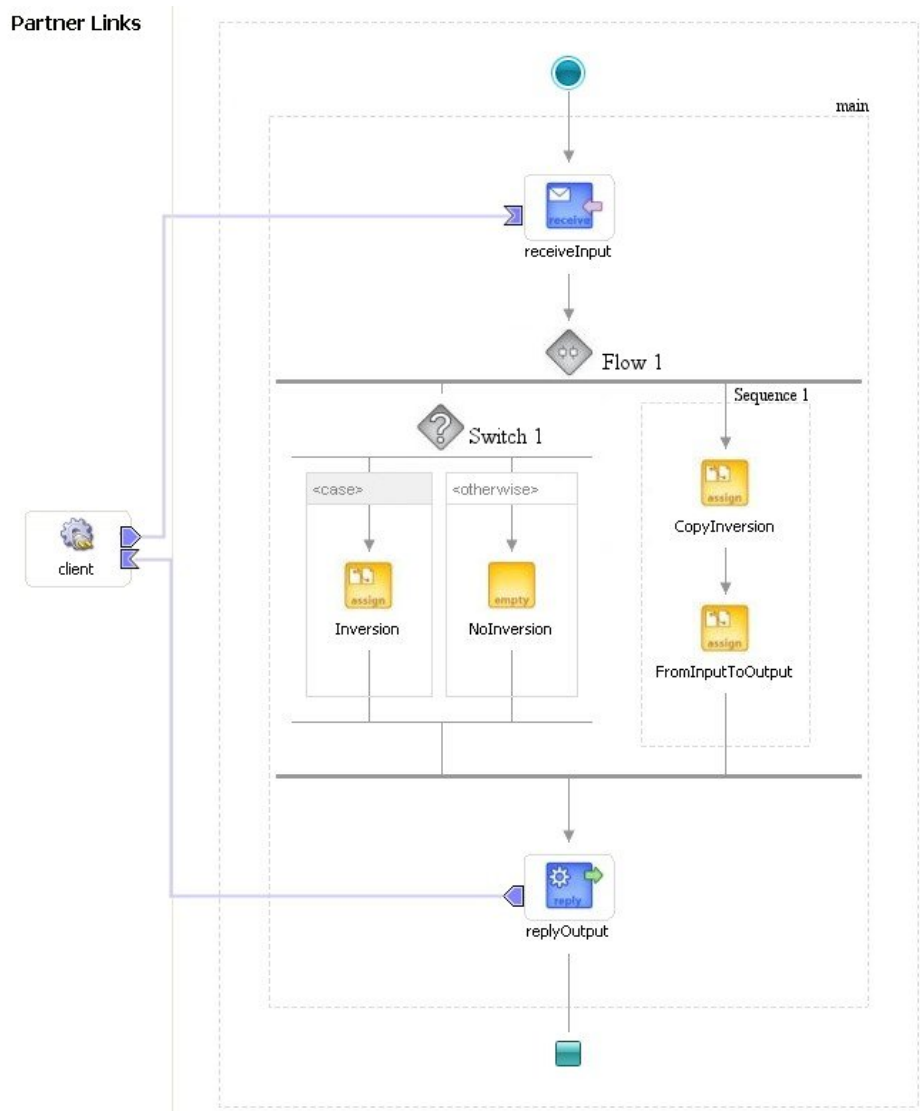 Partner Links
main
receive
receiveInput
Flow 1
Sequence 1
Switch 1
<case>
<otherwise>
assign
CopyInversion
client
assign
empty
Inversion
NoInversion
assign
FromInputToOutput
reply
replyOutput